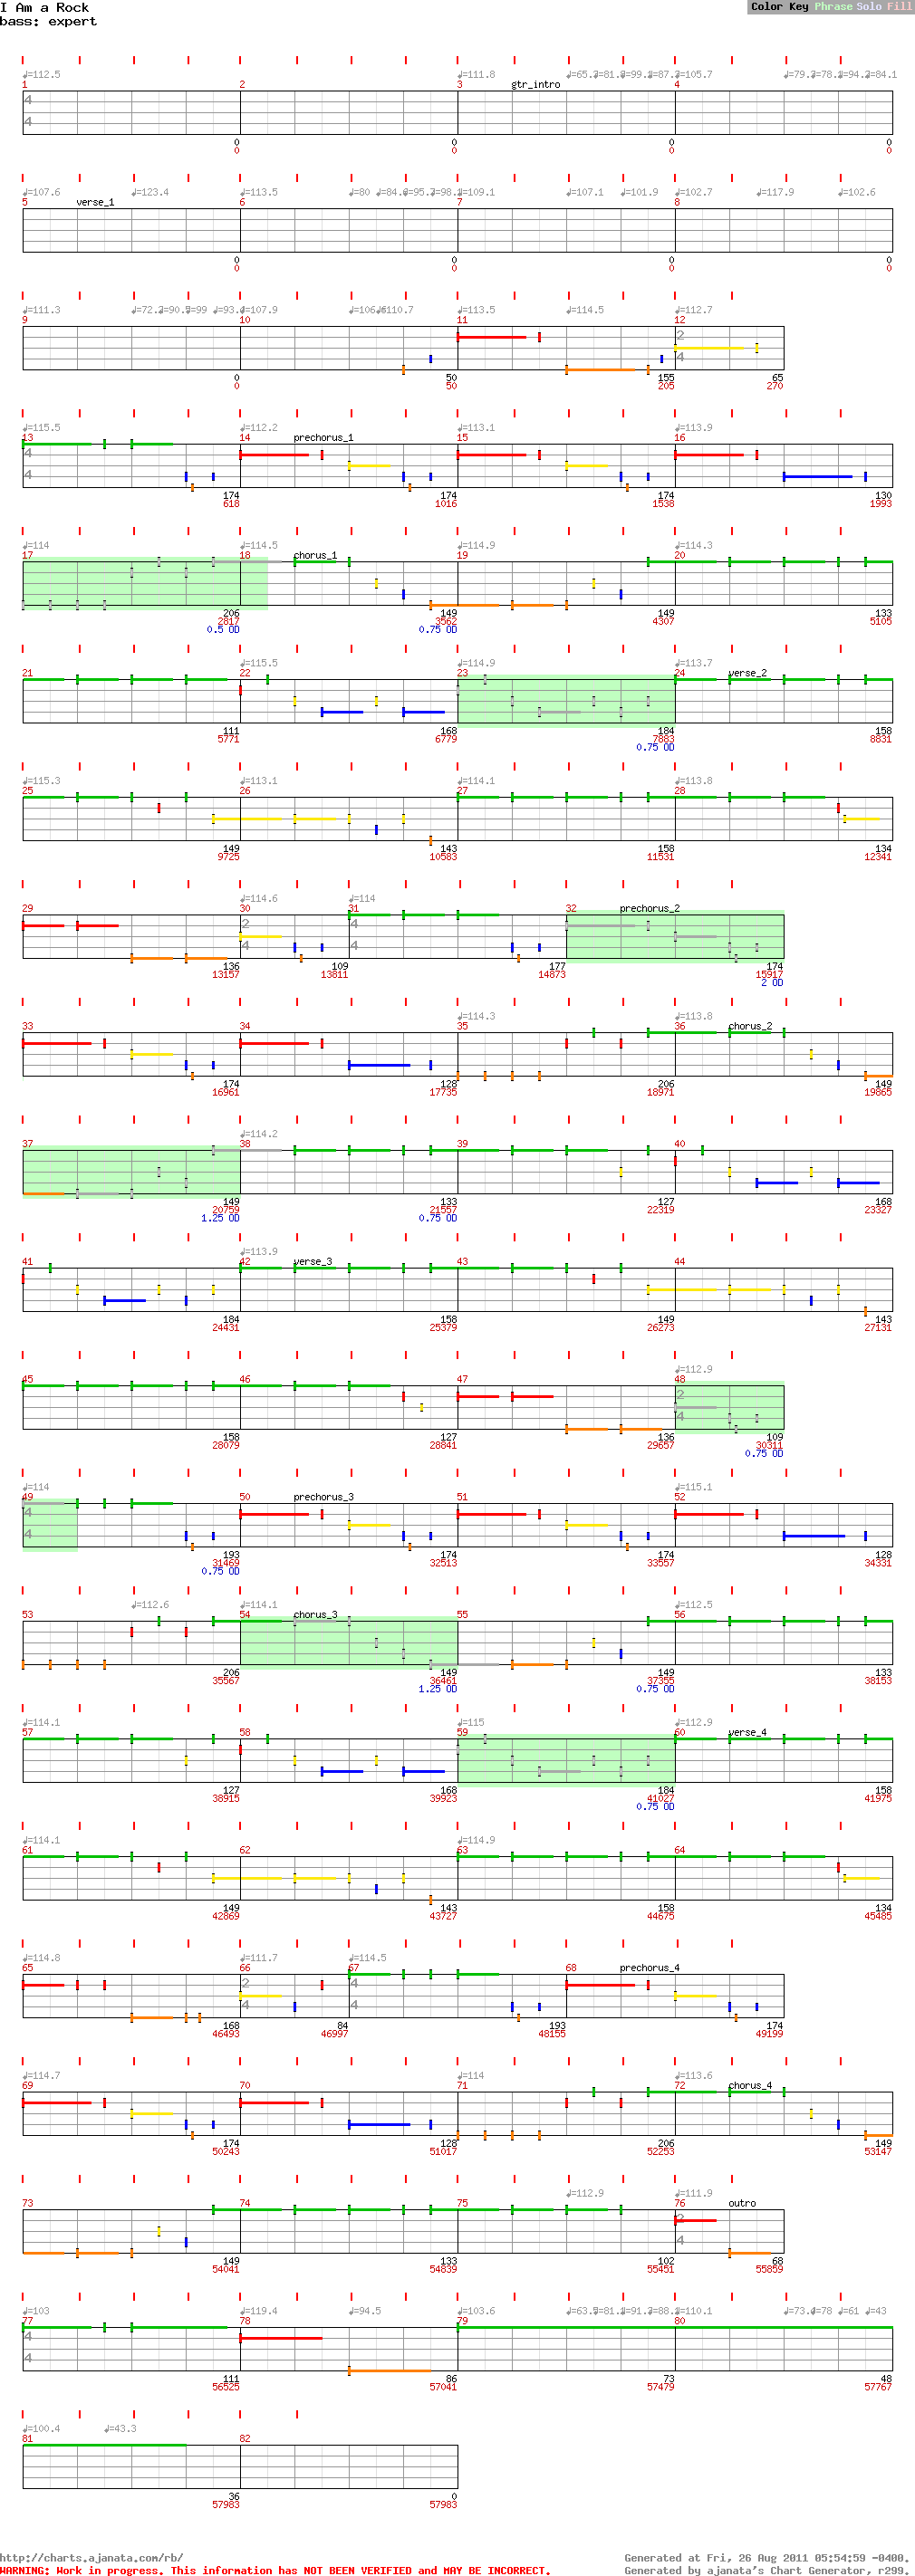 I Am a Rock
bass: expert
Color Key Phrase Solo Fill
♩=112.5 ♩=111.8 ♩=105.7
1 2 3 gtr_intro 4
4
4
0 0 0 0
0 0 0 0
♩=107.6 ♩=123.4 ♩=113.5 ♩=80 ♩=109.1 ♩=107.1 ♩=101.9 ♩=102.7 ♩=117.9 ♩=102.6
5 verse_1 6 7 8
0 0 0 0
0 0 0 0
♩=111.3 ♩=99 ♩=107.9 ♩=110.7 ♩=113.5 ♩=114.5 ♩=112.7
9 10 11 12
2
4
0 50 155 65
0 50 205 270
♩=115.5 ♩=112.2 ♩=113.1 ♩=113.9
13 14 prechorus_1 15 16
4
4
174 174 174 130
618 1016 1538 1993
♩=114 ♩=114.5 ♩=114.9 ♩=114.3
17 18 chorus_1 19 20
206 149 149 133
2817 3562 4307 5105
0.5 OD 0.75 OD
♩=115.5 ♩=114.9 ♩=113.7
21 22 23 24 verse_2
111 168 184 158
5771 6779 7883 8831
0.75 OD
♩=115.3 ♩=113.1 ♩=114.1 ♩=113.8
25 26 27 28
149 143 158 134
9725 10583 11531 12341
♩=114.6 ♩=114
29 30 31 32 prechorus_2
2 4
4 4
136 109 177 174
13157 13811 14873 15917
2 OD
♩=114.3 ♩=113.8
33 34 35 36 chorus_2
174 128 206 149
16961 17735 18971 19865
♩=114.2
37 38 39 40
149 133 127 168
20759 21557 22319 23327
1.25 OD 0.75 OD
♩=113.9
41 42 verse_3 43 44
184 158 149 143
24431 25379 26273 27131
♩=112.9
45 46 47 48
2
4
158 127 136 109
28079 28841 29657 30311
0.75 OD
♩=114 ♩=115.1
49 50 prechorus_3 51 52
4
4
193 174 174 128
31469 32513 33557 34331
0.75 OD
♩=112.6 ♩=114.1 ♩=112.5
53 54 chorus_3 55 56
206 149 149 133
35567 36461 37355 38153
1.25 OD 0.75 OD
♩=114.1 ♩=115 ♩=112.9
57 58 59 60 verse_4
127 168 184 158
38915 39923 41027 41975
0.75 OD
♩=114.1 ♩=114.9
61 62 63 64
149 143 158 134
42869 43727 44675 45485
♩=114.8 ♩=111.7 ♩=114.5
65 66 67 68 prechorus_4
2 4
4 4
168 84 193 174
46493 46997 48155 49199
♩=114.7 ♩=114 ♩=113.6
69 70 71 72 chorus_4
174 128 206 149
50243 51017 52253 53147
♩=112.9 ♩=111.9
73 74 75 76 outro
2
4
149 133 102 68
54041 54839 55451 55859
♩=103 ♩=119.4 ♩=94.5 ♩=103.6 ♩=110.1 ♩=78 ♩=61 ♩=43
77 78 79 80
4
4
111 86 73 48
56525 57041 57479 57767
♩=100.4 ♩=43.3
81 82
36 0
57983 57983
http://charts.ajanata.com/rb/ Generated at Fri, 26 Aug 2011 05:54:59 -0400.
WARNING: Work in progress. This information has NOT BEEN VERIFIED and MAY BE INCORRECT. Generated by ajanata's Chart Generator, r299.